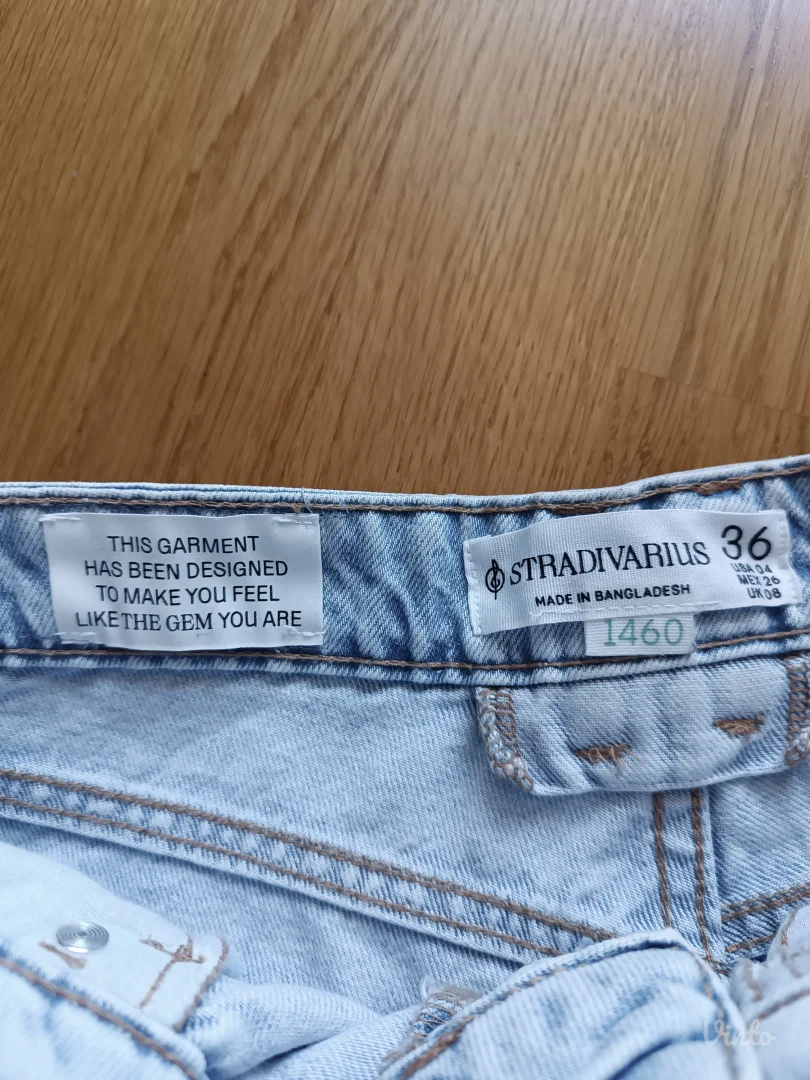 THIS GARMENT
HAS BEEN DESIGNED
TO MAKE YOU FEEL
LIKE THE GEM YOU ARE
STRADIVARIUS
MADE IN BANGLADESH
36
USA 04
MEX 26
UK 08
1460
Vinto